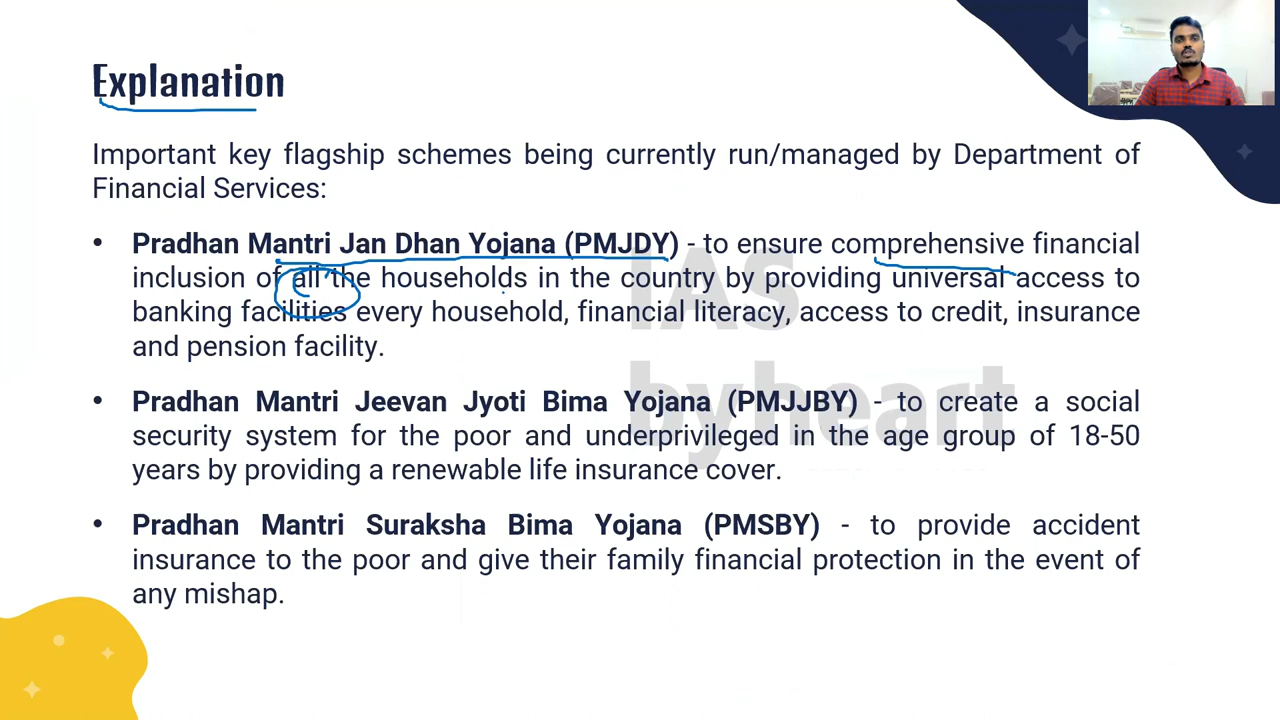 Explanation
Important key flagship schemes being currently run/managed by Department of
Financial Services:
• Pradhan Mantri Jan Dhan Yojana (PMJDY) - to ensure comprehensive financial
inclusion of all the households in the country by providing universal access to
banking facilities every household, financial literacy, access to credit, insurance
and pension facility.
• Pradhan Mantri Jeevan Jyoti Bima Yojana (PMJJBY) - to create a social
security system for the poor and underprivileged in the age group of 18-50
years by providing a renewable life insurance cover.
• Pradhan Mantri Suraksha Bima Yojana (PMSBY) - to provide accident
insurance to the poor and give their family financial protection in the event of
any mishap.
IAS
byheart